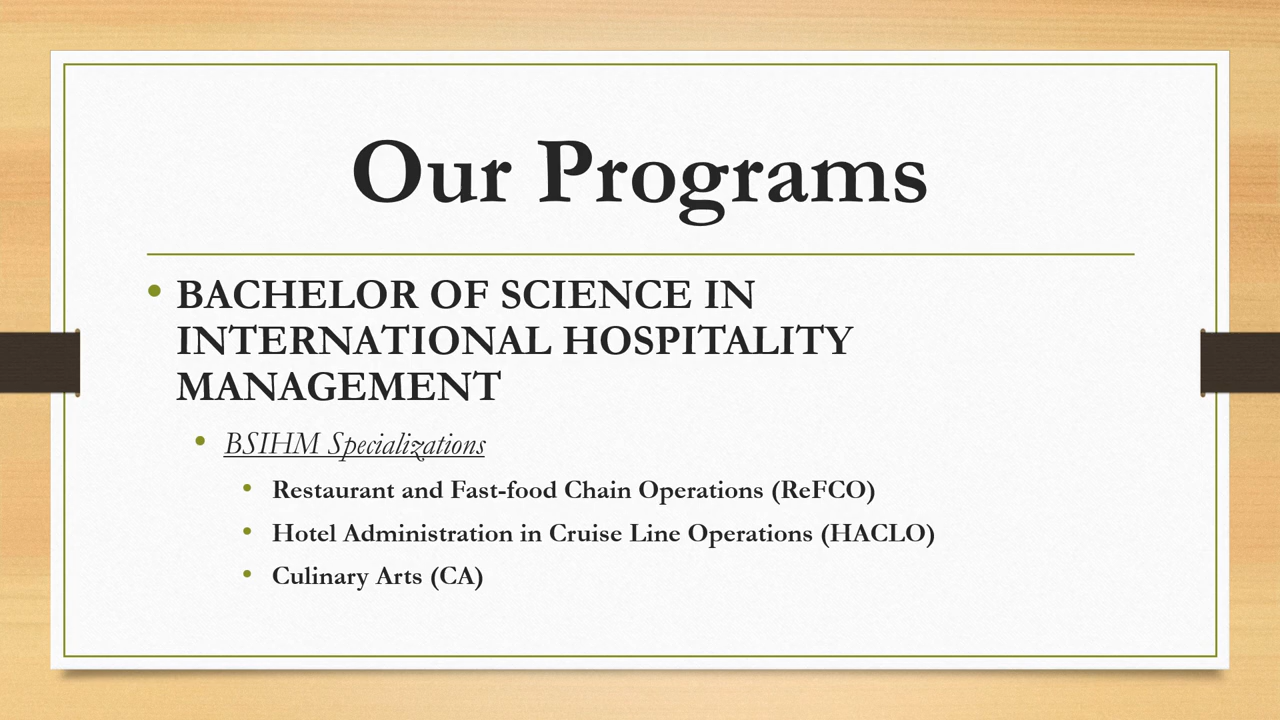 Our Programs
• BACHELOR OF SCIENCE IN
INTERNATIONAL HOSPITALITY
MANAGEMENT
• BSIHM Specializations
• Restaurant and Fast-food Chain Operations (ReFCO)
• Hotel Administration in Cruise Line Operations (HACLO)
• Culinary Arts (CA)